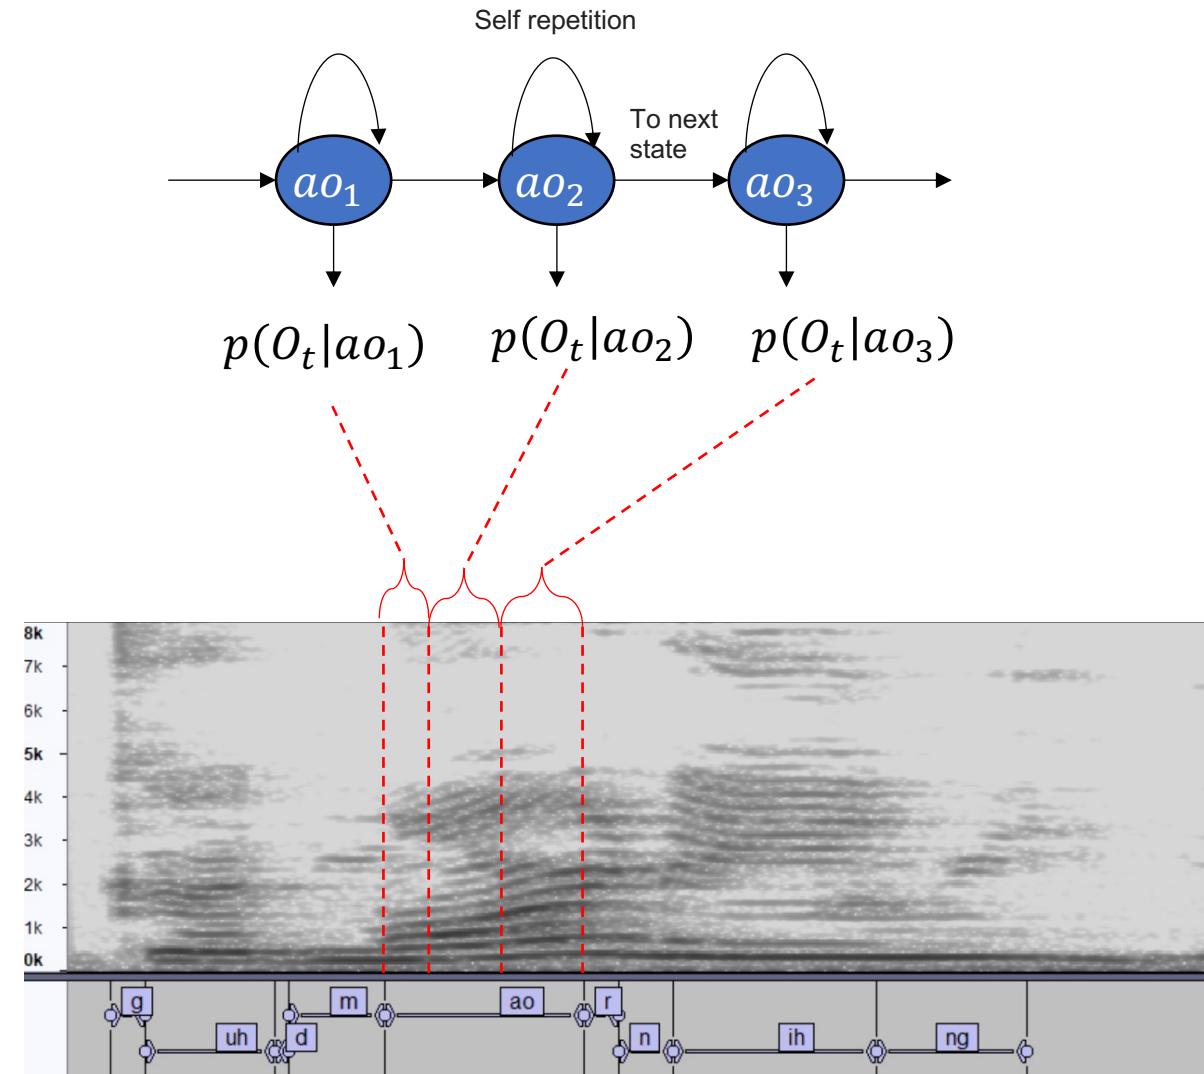 Self repetition
To next
state
ao₁
ao₂
ao₃
p(Oₜ|ao₁)
p(Oₜ|ao₂)
p(Oₜ|ao₃)
8k
7k
6k
5k
4k
3k
2k
1k
0k
g
m
ao
r
uh
d
n
ih
ng